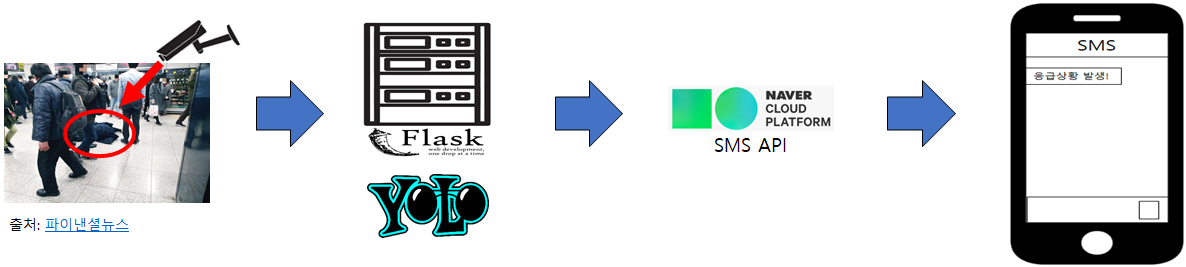 출처: 파이낸셜뉴스
Flask
web development,
one drop at a time
YOLO
NAVER
CLOUD
PLATFORM
SMS API
SMS
응급상황 발생!